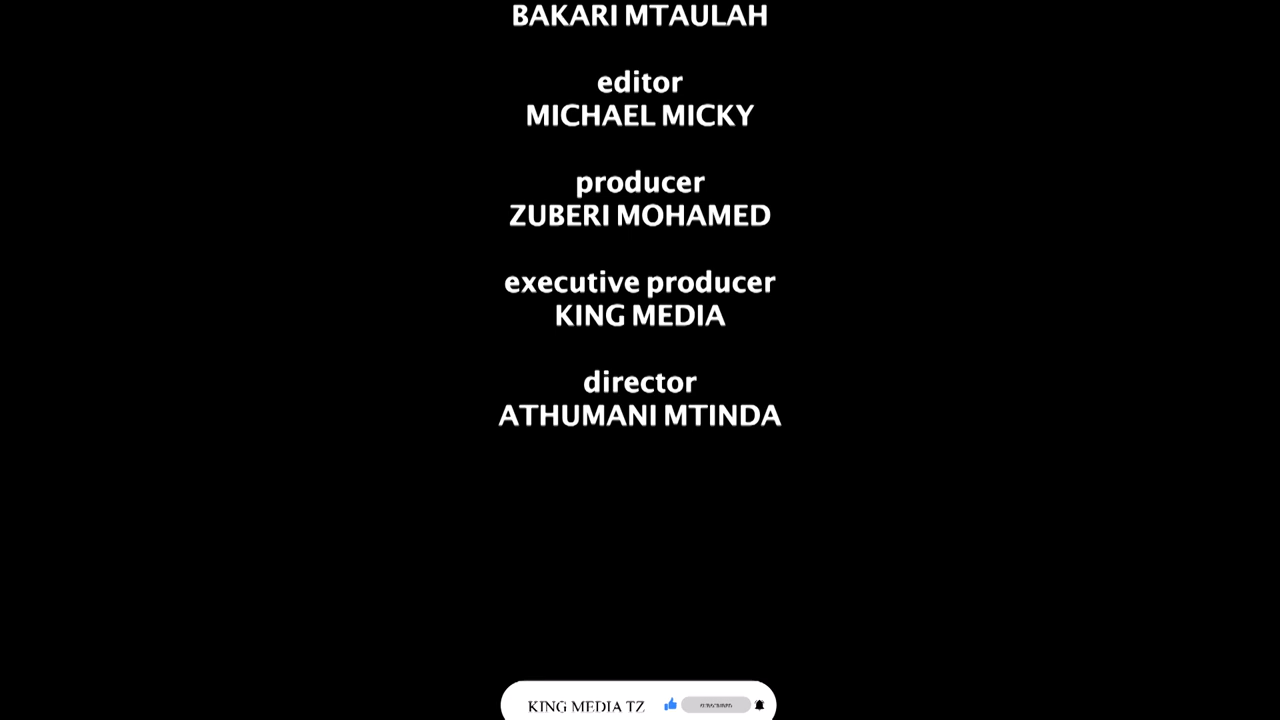 BAKARI MTAULAH
editor
MICHAEL MICKY
producer
ZUBERI MOHAMED
executive producer
KING MEDIA
director
ATHUMANI MTINDA
KING MEDIA TZ